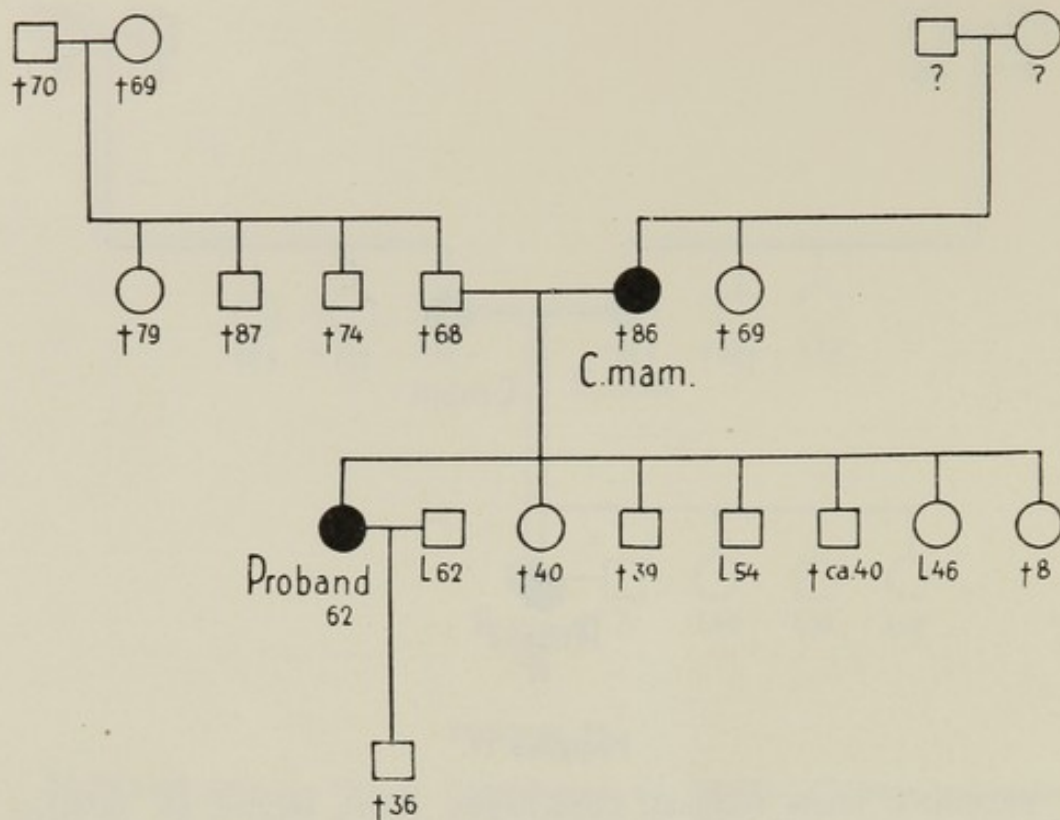 †70 †69 ? ?
†79 †87 †74 †68 †86 †69
C.mam.
Proband L62 †40 †39 L54 †ca.40 L46 †8
62
†36